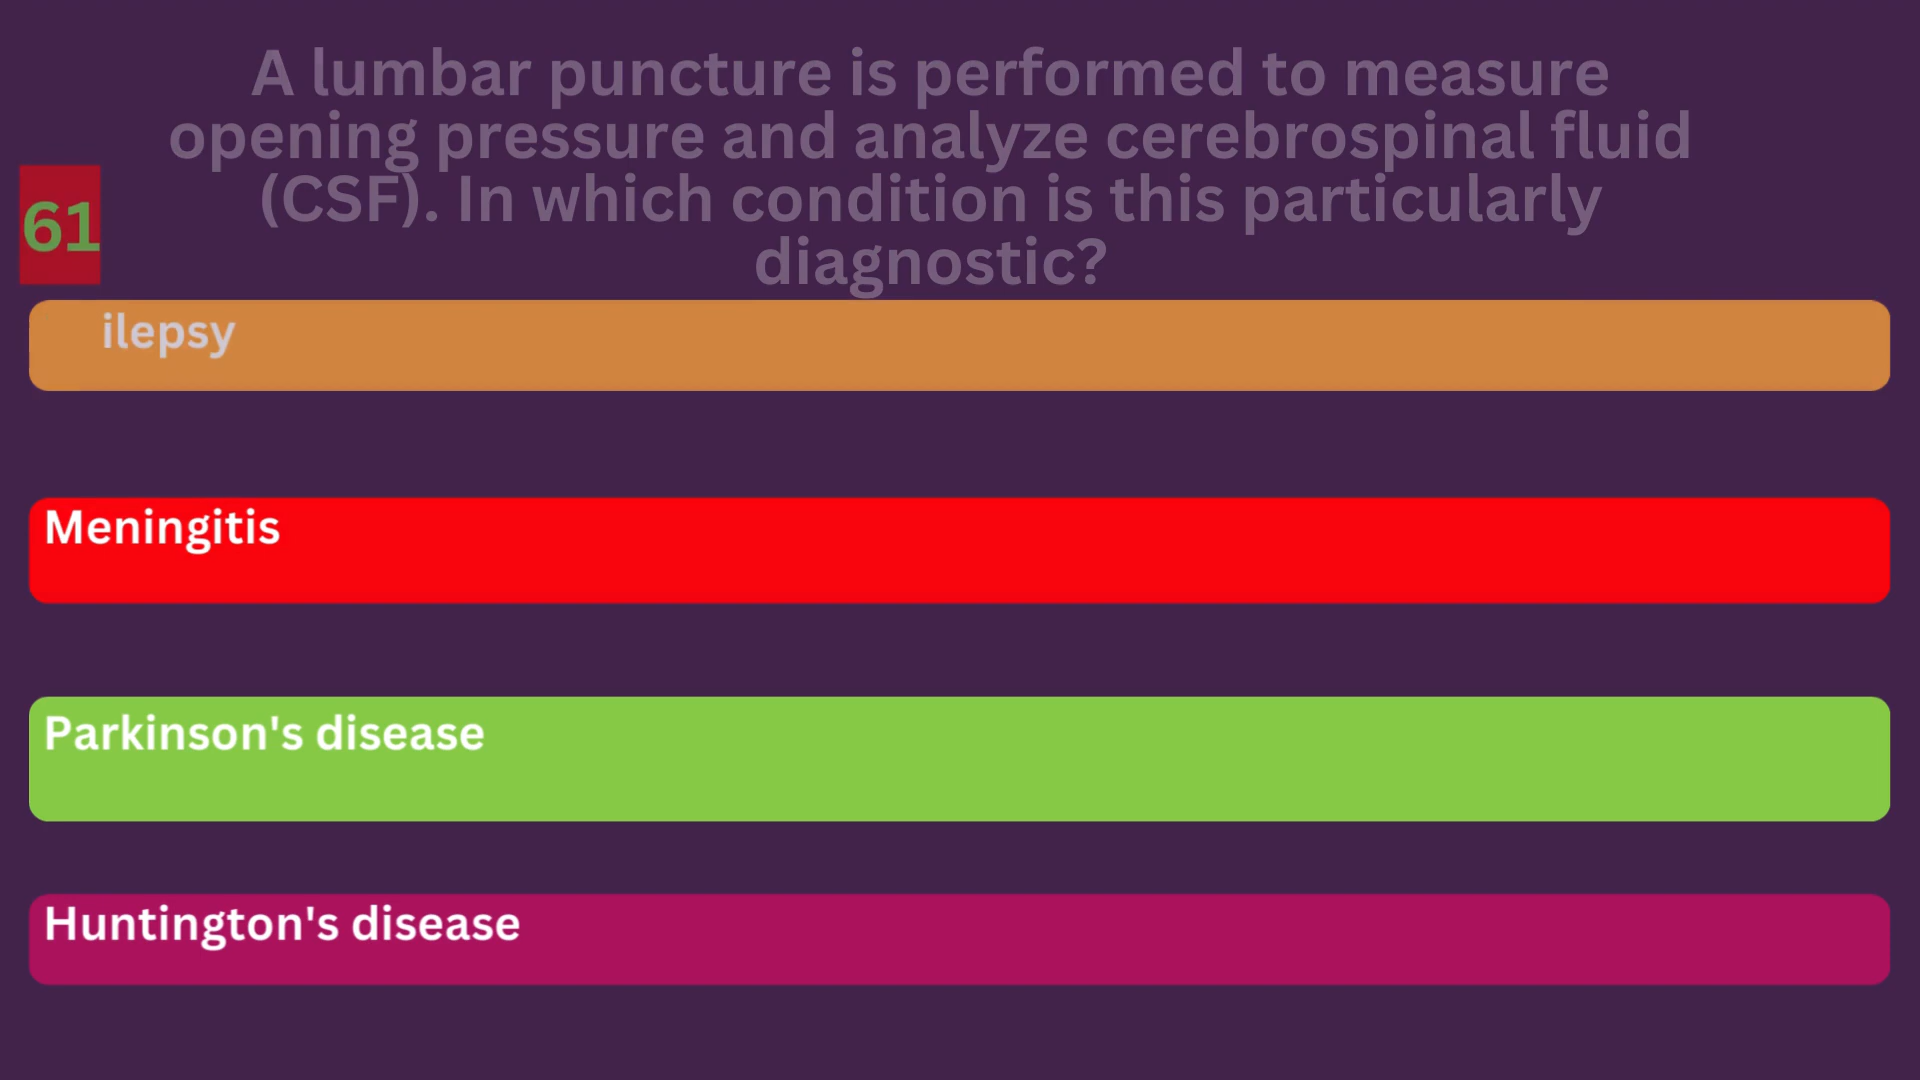 A lumbar puncture is performed to measure
opening pressure and analyze cerebrospinal fluid
(CSF). In which condition is this particularly
diagnostic?
61
ilepsy
Meningitis
Parkinson's disease
Huntington's disease